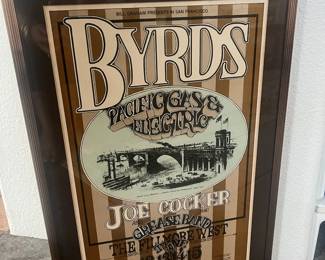 BILL GRAHAM PRESENTS IN SAN FRANCISCO
BYRDS
PACIFIC GAS &
ELECTRIC
JOE COCKER
GREASE BAND
THE FILLMORE WEST